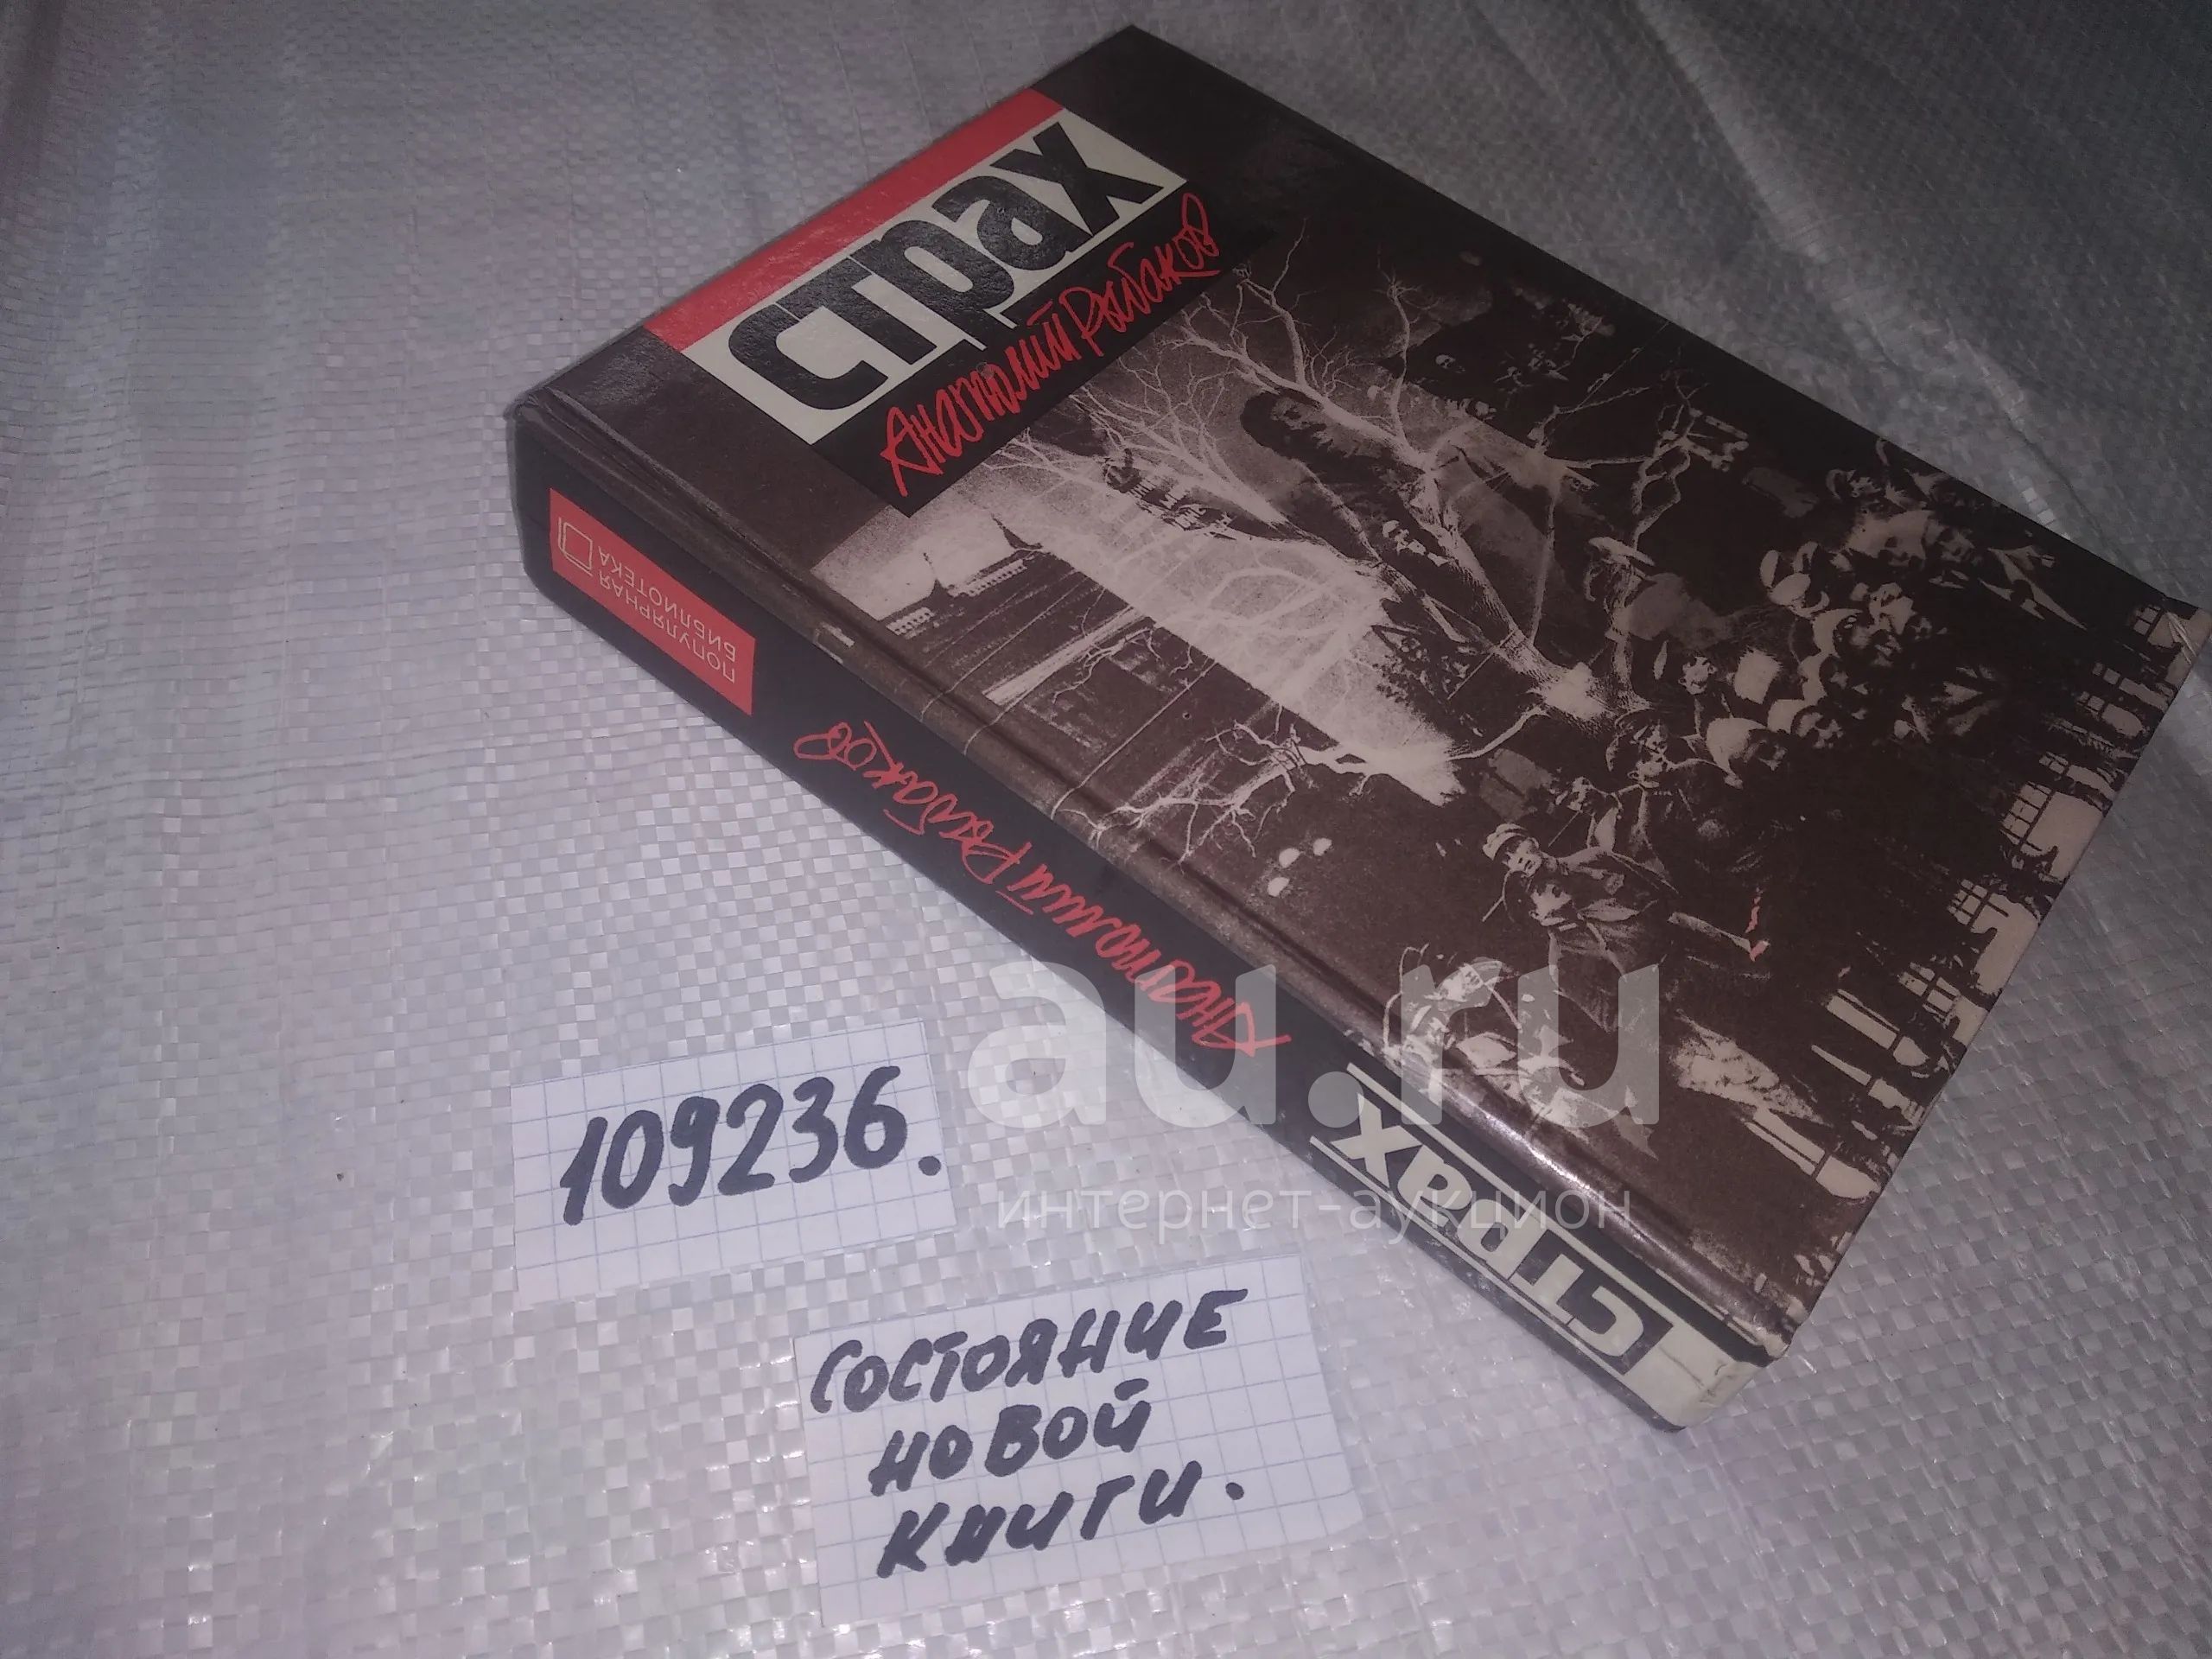 страх
Анатолий Рыбаков
ПОПУЛЯРНАЯ
БИБЛИОТЕКА
Анатолий Рыбаков
страх
au.ru
интернет-аукцион
109236.
СОСТОЯНИЕ
НОВОЙ
КНИГИ.